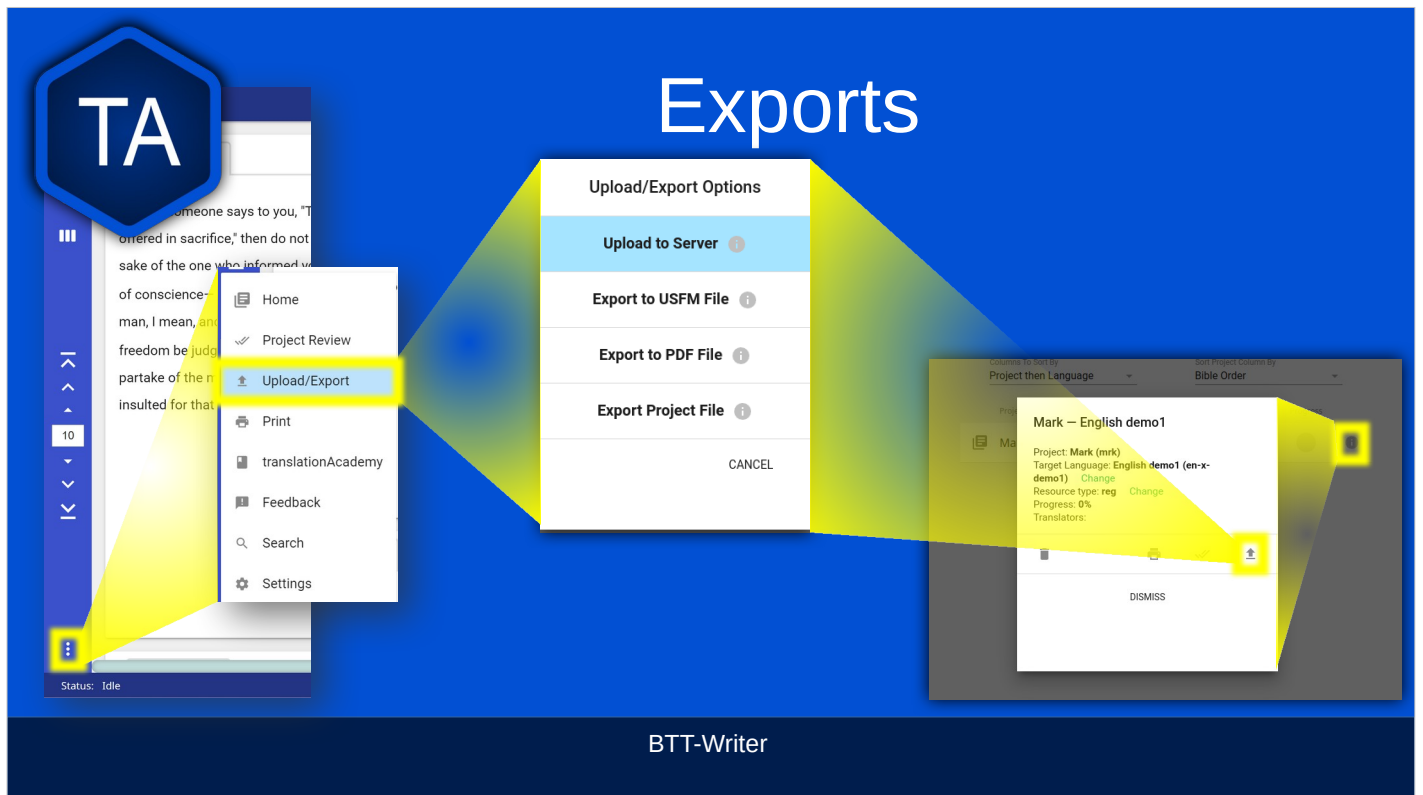 TA
Exports
omeone says to you, "T
offered in sacrifice," then do not
sake of the one who informed yo
of conscience—
man, I mean, and
freedom be judg
partake of the m
insulted for that
10
Status: Idle
Home
Project Review
Upload/Export
Print
translationAcademy
Feedback
Search
Settings
Upload/Export Options
Upload to Server
Export to USFM File
Export to PDF File
Export Project File
CANCEL
Columns To Sort By
Project then Language
Sort Project Column By
Bible Order
Proje
Ma
Mark — English demo1
Project: Mark (mrk)
Target Language: English demo1 (en-x-
demo1) Change
Resource type: reg Change
Progress: 0%
Translators:
DISMISS
BTT-Writer